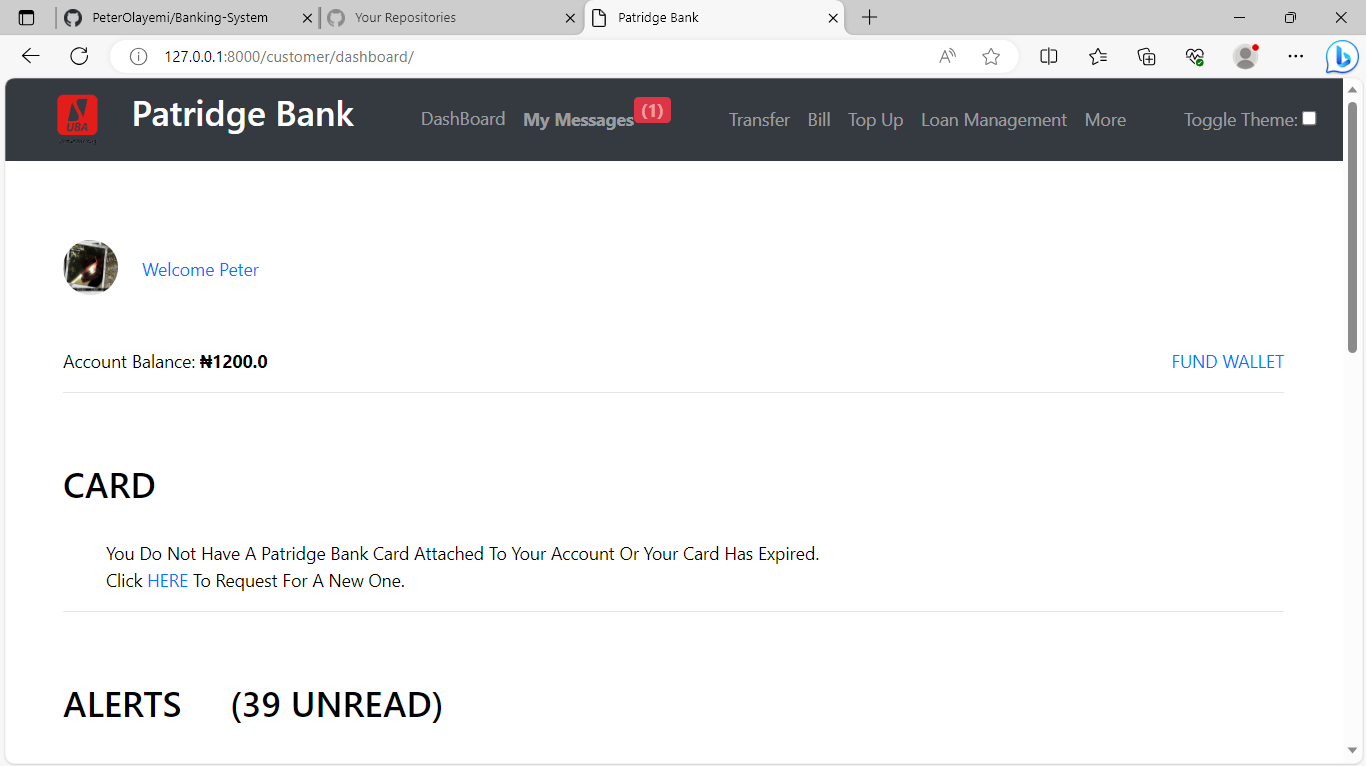 PeterOlayemi/Banking-System
Your Repositories
Patridge Bank
127.0.0.1:8000/customer/dashboard/
UBA
Patridge Bank
DashBoard
My Messages (1)
Transfer
Bill
Top Up
Loan Management
More
Toggle Theme:
Welcome Peter
Account Balance: ₦1200.0
FUND WALLET
CARD
You Do Not Have A Patridge Bank Card Attached To Your Account Or Your Card Has Expired.
Click HERE To Request For A New One.
ALERTS (39 UNREAD)